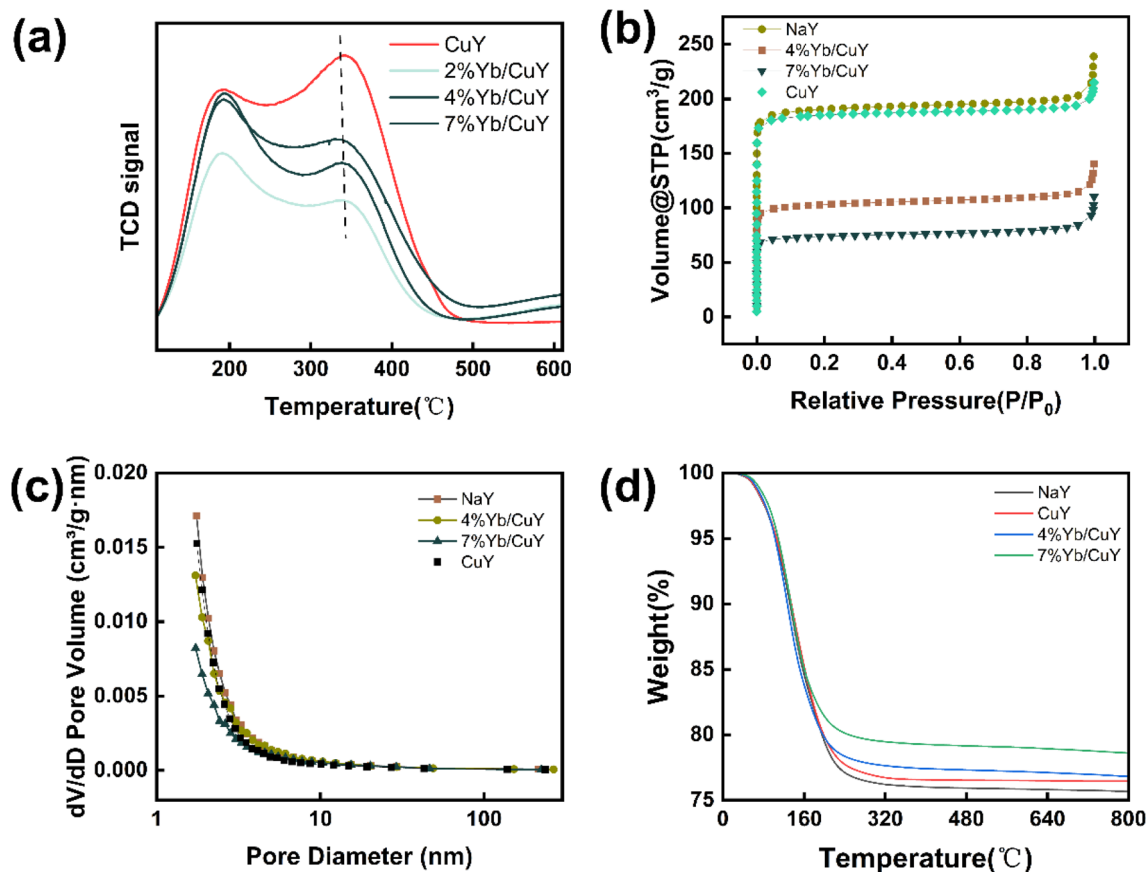 (a)
CuY
2%Yb/CuY
4%Yb/CuY
7%Yb/CuY
TCD signal
200
300
400
500
600
Temperature(℃)
(b)
NaY
4%Yb/CuY
7%Yb/CuY
CuY
Volume@STP(cm³/g)
250
200
150
100
50
0
0.0
0.2
0.4
0.6
0.8
1.0
Relative Pressure(P/P₀)
(c)
NaY
4%Yb/CuY
7%Yb/CuY
CuY
dV/dD Pore Volume (cm³/g·nm)
0.020
0.015
0.010
0.005
0.000
1
10
100
Pore Diameter (nm)
(d)
NaY
CuY
4%Yb/CuY
7%Yb/CuY
Weight(%)
100
95
90
85
80
75
0
160
320
480
640
800
Temperature(℃)